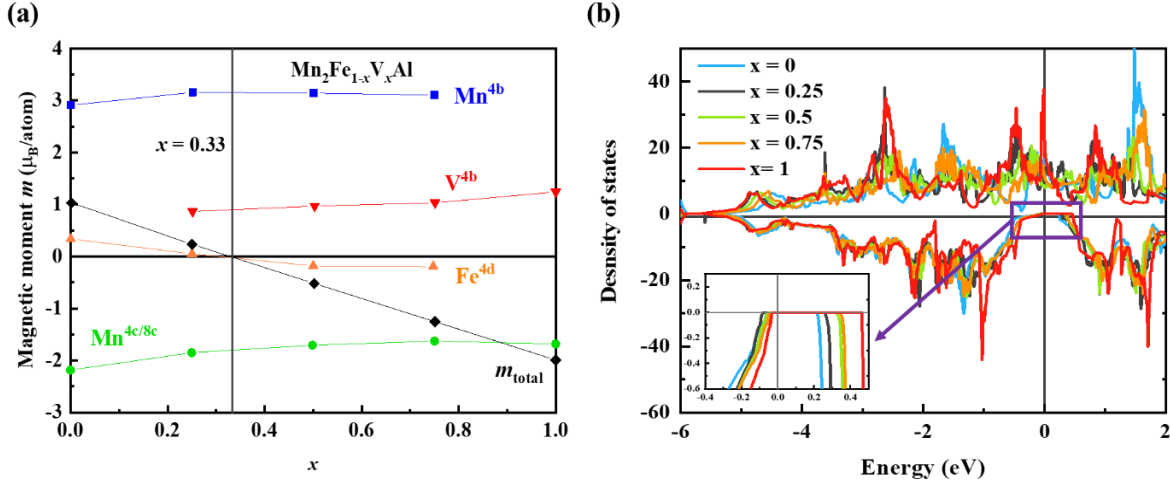 (a)
Magnetic moment m (μB/atom)
4
3
2
1
0
-1
-2
-3
Mn2Fe1-xVxAl
Mn4b
x = 0.33
V4b
Fe4d
Mn4c/8c
mtotal
0.0
0.2
0.4
0.6
0.8
1.0
x
(b)
Desnsity of states
40
20
0
-20
-40
-60
x = 0
x = 0.25
x = 0.5
x = 0.75
x= 1
0.2
0.0
-0.2
-0.4
-0.6
-0.4
-0.2
0.0
0.2
0.4
-6
-4
-2
0
2
Energy (eV)